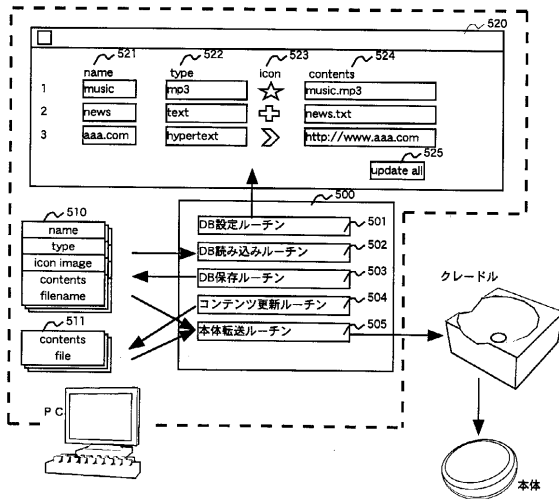 520
521 522 523 524
name type icon contents
1 music mp3 music.mp3
2 news text news.txt
3 aaa.com hypertext http://www.aaa.com
525
update all
500
510
name
type
icon image
contents
filename
DB設定ルーチン 501
DB読み込みルーチン 502
DB保存ルーチン 503
コンテンツ更新ルーチン 504
本体転送ルーチン 505
511
contents
file
クレードル
PC
本体